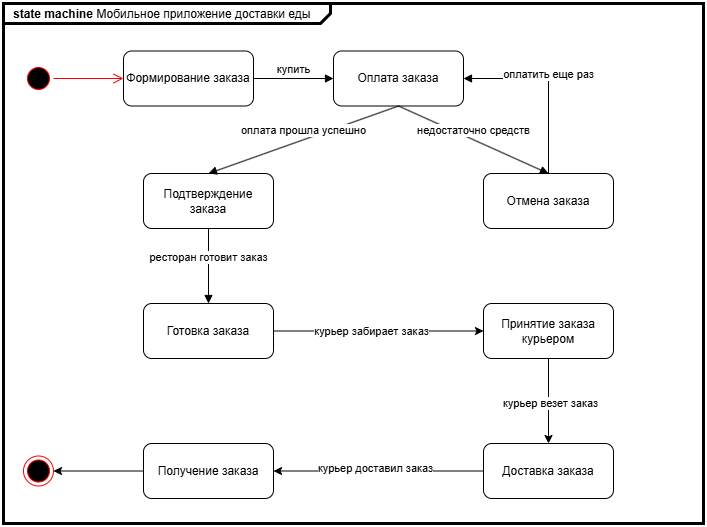 state machine Мобильное приложение доставки еды
Формирование заказа
купить
Оплата заказа
оплатить еще раз
оплата прошла успешно
недостаточно средств
Подтверждение
заказа
Отмена заказа
ресторан готовит заказ
Готовка заказа
курьер забирает заказ
Принятие заказа
курьером
курьер везет заказ
Получение заказа
курьер доставил заказ
Доставка заказа